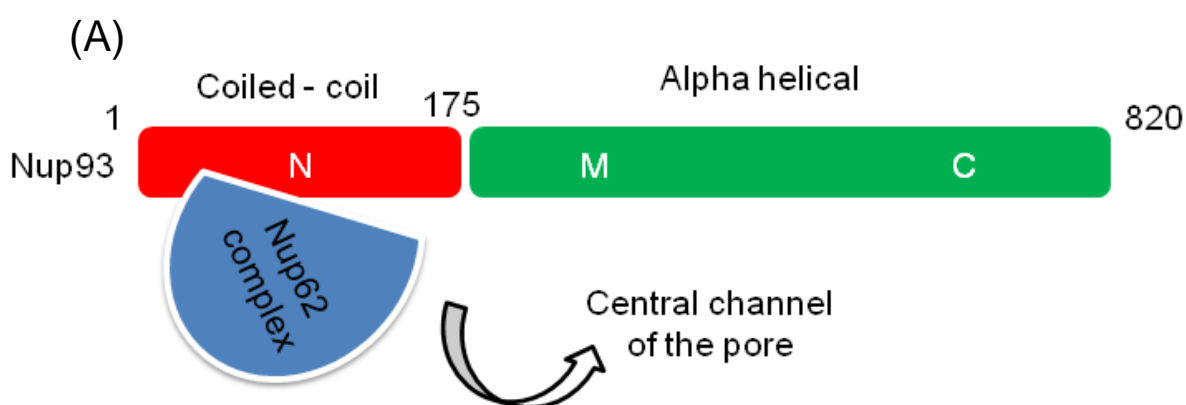 (A)
Coiled - coil
Alpha helical
1
175
820
Nup93
N
M
C
Nup62
complex
Central channel
of the pore